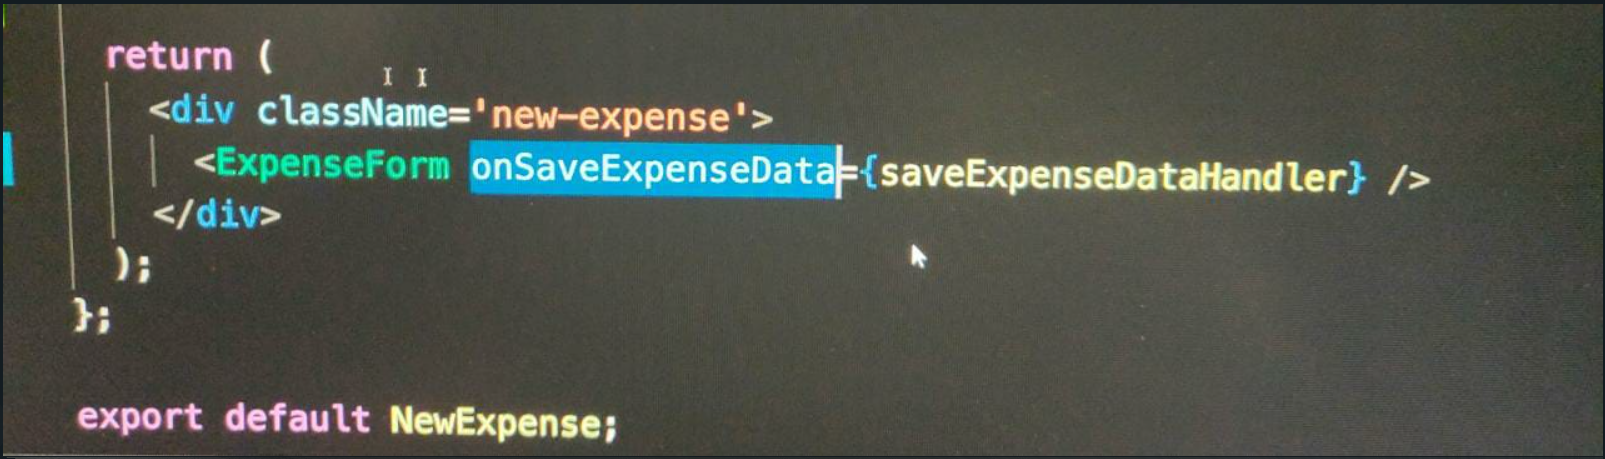 return (
<div className='new-expense'>
<ExpenseForm onSaveExpenseData={saveExpenseDataHandler} />
</div>
);
};
export default NewExpense;